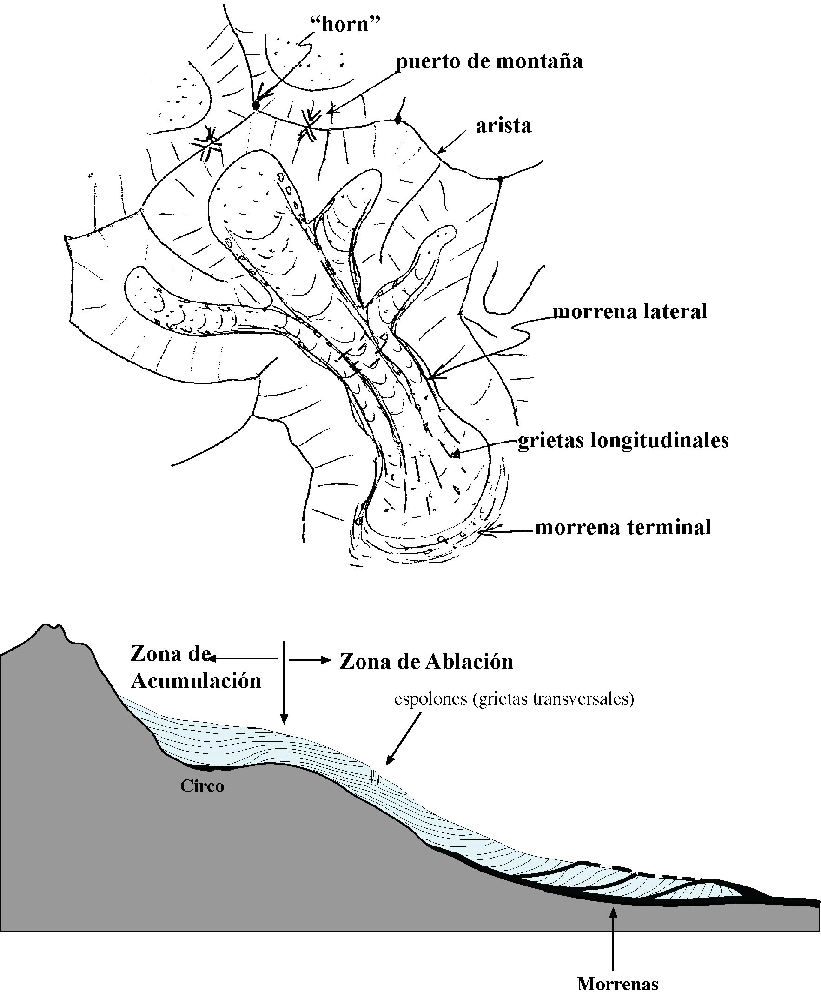 “horn”
puerto de montaña
arista
morrena lateral
grietas longitudinales
morrena terminal
Zona de
Acumulación
Zona de Ablación
espolones (grietas transversales)
Circo
Morrenas